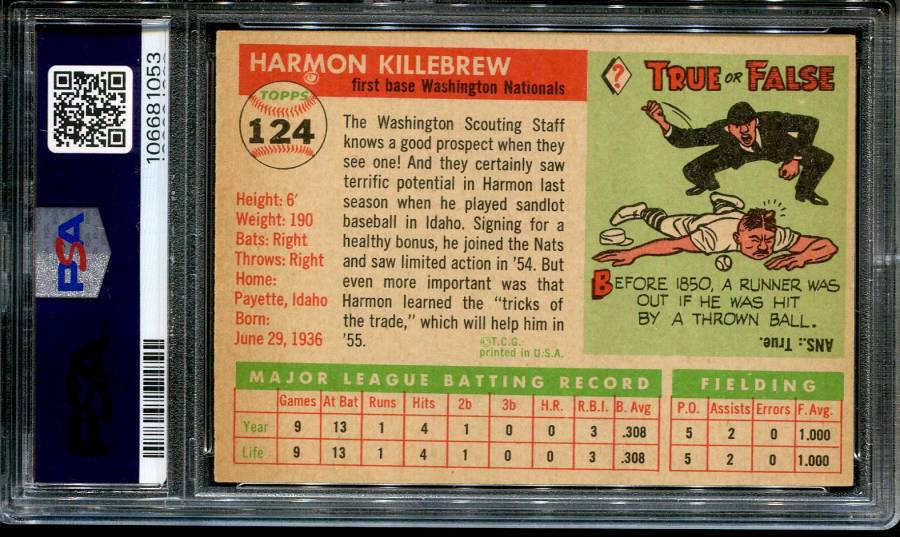 106681053
PSA
PSA
HARMON KILLEBREW
first base Washington Nationals
TOPPS
124
The Washington Scouting Staff
knows a good prospect when they
see one! And they certainly saw
terrific potential in Harmon last
season when he played sandlot
baseball in Idaho. Signing for a
healthy bonus, he joined the Nats
and saw limited action in '54. But
even more important was that
Harmon learned the "tricks of
the trade," which will help him in
'55.
Height: 6'
Weight: 190
Bats: Right
Throws: Right
Home:
Payette, Idaho
Born:
June 29, 1936
©T.C.G.
printed in U.S.A.
?
TRUE OR FALSE
BEFORE 1850, A RUNNER WAS
OUT IF HE WAS HIT
BY A THROWN BALL.
ANS.: True.
MAJOR LEAGUE BATTING RECORD
Games At Bat Runs Hits 2b 3b H.R. R.B.I. B. Avg
Year 9 13 1 4 1 0 0 3 .308
Life 9 13 1 4 1 0 0 3 .308
FIELDING
P.O. Assists Errors F. Avg.
5 2 0 1.000
5 2 0 1.000